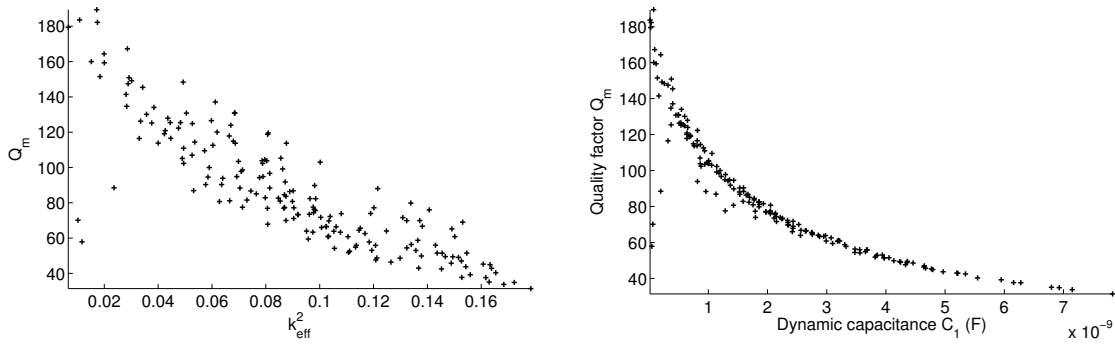 180
160
140
120
100
80
60
40
Q_m
0.02 0.04 0.06 0.08 0.1 0.12 0.14 0.16
k²_eff
180
160
140
120
100
80
60
40
Quality factor Q_m
1 2 3 4 5 6 7
Dynamic capacitance C_1 (F)
x 10⁻⁹